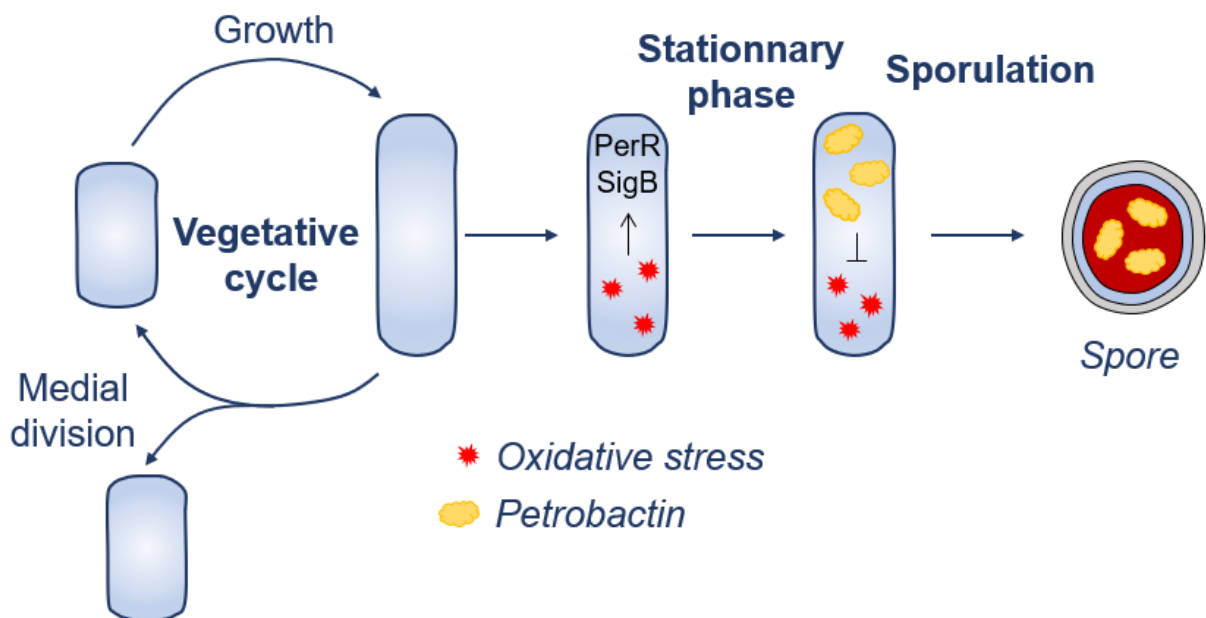 Growth
Vegetative
cycle
Medial
division
PerR
SigB
Stationnary
phase
Sporulation
Spore
Oxidative stress
Petrobactin